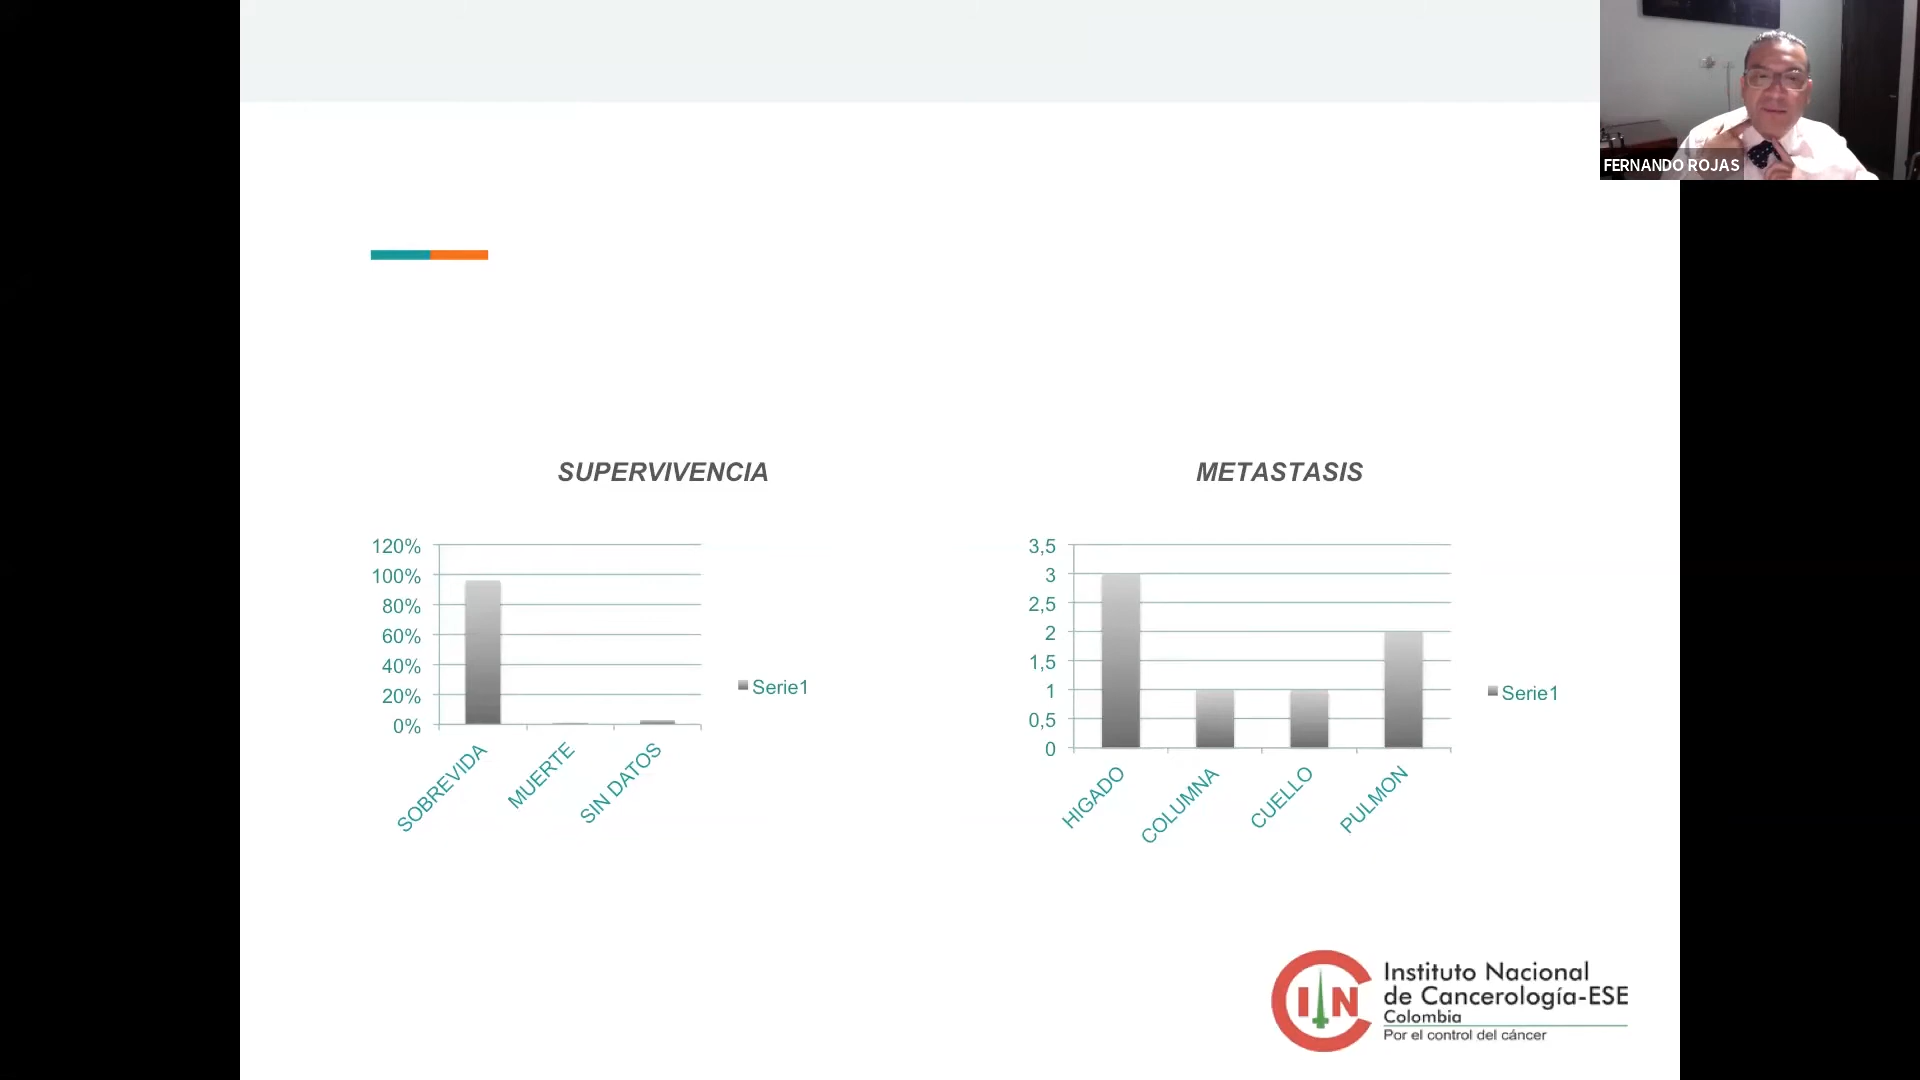 FERNANDO ROJAS
SUPERVIVENCIA
120%
100%
80%
60%
40%
20%
0%
SOBREVIDA
MUERTE
SIN DATOS
Serie1
METASTASIS
3,5
3
2,5
2
1,5
1
0,5
0
HIGADO
COLUMNA
CUELLO
PULMON
Serie1
CIN
Instituto Nacional
de Cancerología-ESE
Colombia
Por el control del cáncer